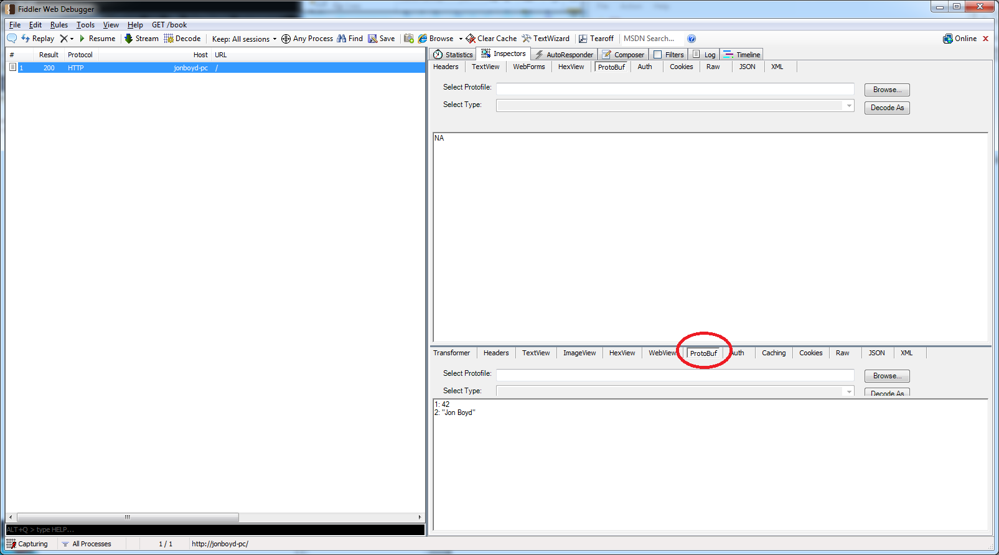 Fiddler Web Debugger
File Edit Rules Tools View Help GET /book
Replay Resume Stream Decode Keep: All sessions Any Process Find Save Browse Clear Cache TextWizard Tearoff MSDN Search... Online
# Result Protocol Host URL
1 200 HTTP jonboyd-pc /
Statistics Inspectors AutoResponder Composer Filters Log Timeline
Headers TextView WebForms HexView ProtoBuf Auth Cookies Raw JSON XML
Select Protofile: Browse...
Select Type: Decode As
NA
Transformer Headers TextView ImageView HexView WebView ProtoBuf Auth Caching Cookies Raw JSON XML
Select Protofile: Browse...
Select Type: Decode As
1: 42
2: "Jon Boyd"
ALT+Q > type HELP...
Capturing All Processes 1 / 1 http://jonboyd-pc/